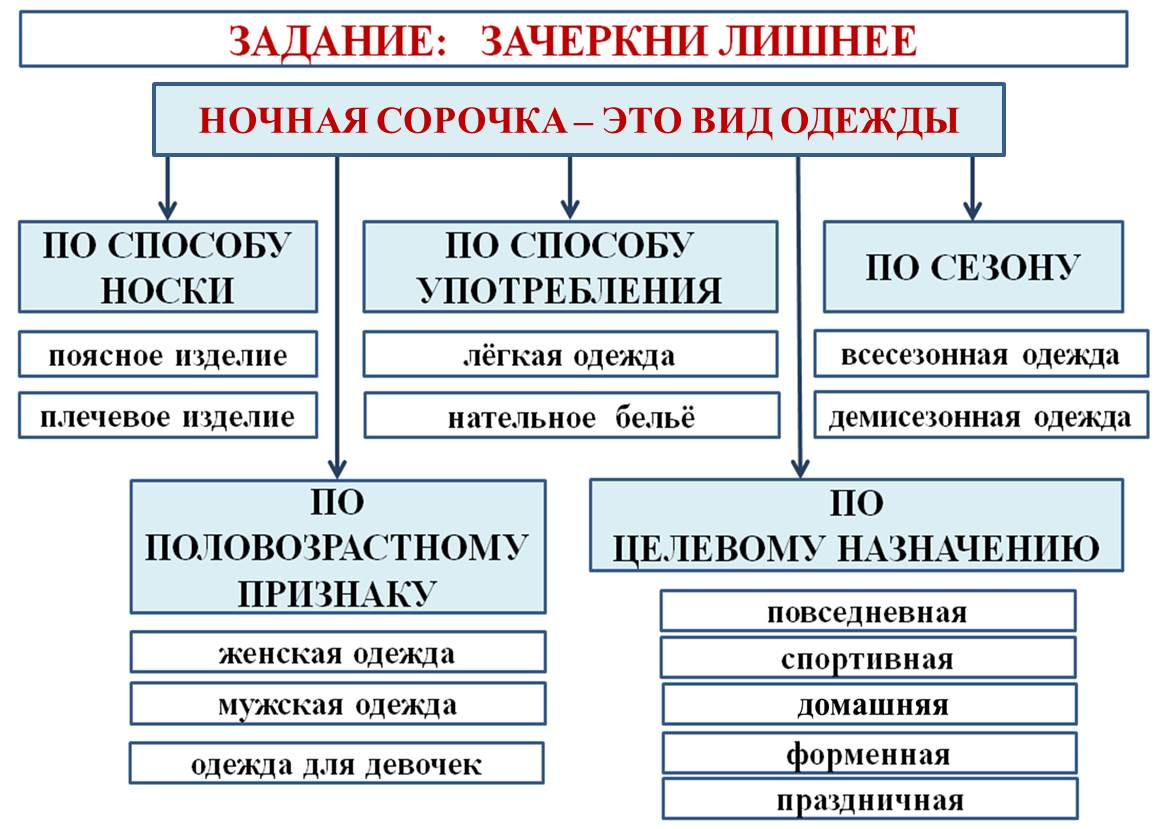 ЗАДАНИЕ: ЗАЧЕРКНИ ЛИШНЕЕ
НОЧНАЯ СОРОЧКА – ЭТО ВИД ОДЕЖДЫ
ПО СПОСОБУ
НОСКИ
поясное изделие
плечевое изделие
ПО СПОСОБУ
УПОТРЕБЛЕНИЯ
лёгкая одежда
нательное бельё
ПО СЕЗОНУ
всесезонная одежда
демисезонная одежда
ПО
ПОЛОВОЗРАСТНОМУ
ПРИЗНАКУ
женская одежда
мужская одежда
одежда для девочек
ПО
ЦЕЛЕВОМУ НАЗНАЧЕНИЮ
повседневная
спортивная
домашняя
форменная
праздничная